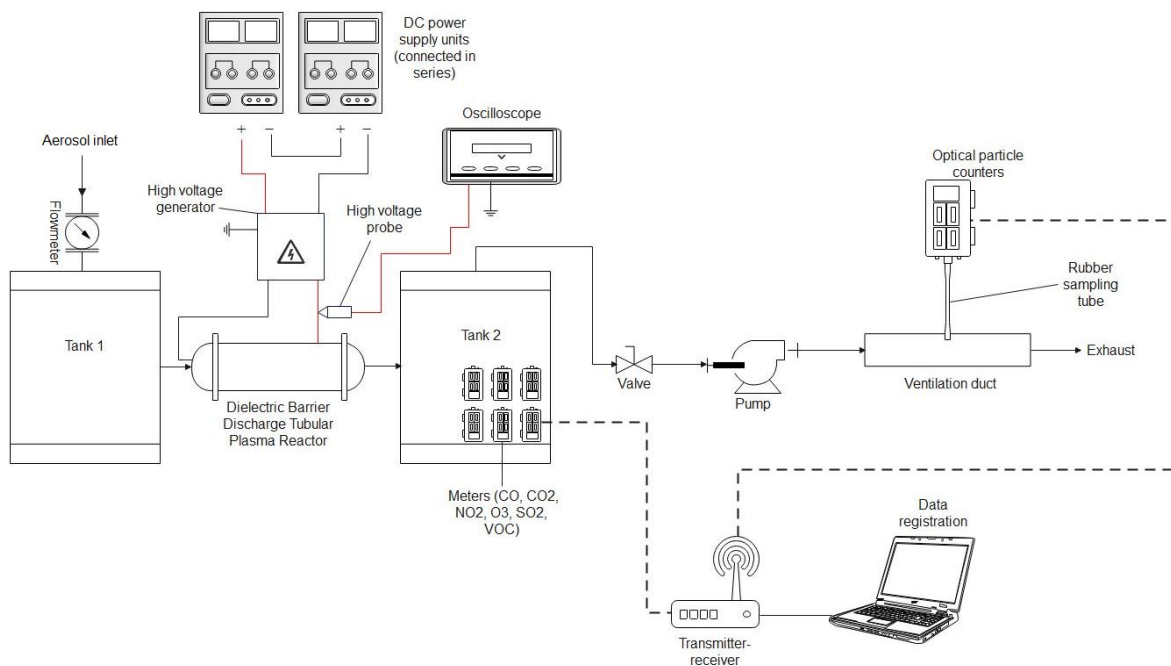 DC power
supply units
(connected in
series)
+
−
+
−
Oscilloscope
Aerosol inlet
Flowmeter
High voltage
generator
High voltage
probe
Optical particle
counters
Rubber
sampling
tube
Tank 1
Tank 2
Valve
Pump
Exhaust
Ventilation duct
Dielectric Barrier
Discharge Tubular
Plasma Reactor
Meters (CO, CO2,
NO2, O3, SO2,
VOC)
Data
registration
Transmitter-
receiver